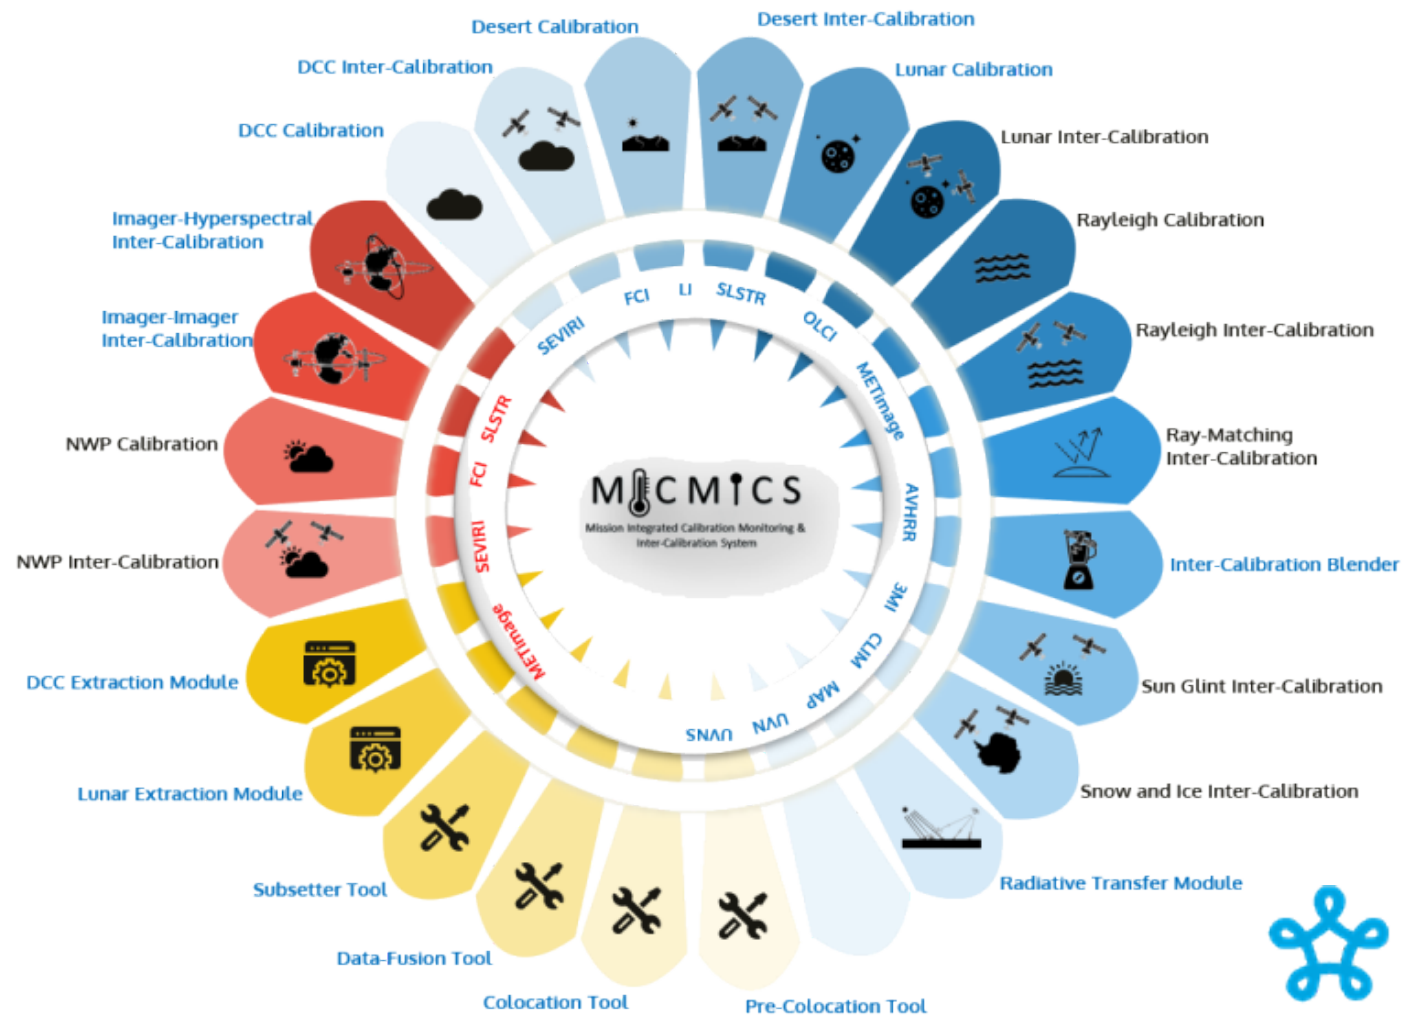 Desert Calibration
Desert Inter-Calibration
DCC Inter-Calibration
Lunar Calibration
DCC Calibration
Lunar Inter-Calibration
Imager-Hyperspectral
Inter-Calibration
Rayleigh Calibration
Imager-Imager
Inter-Calibration
Rayleigh Inter-Calibration
NWP Calibration
Ray-Matching
Inter-Calibration
NWP Inter-Calibration
Inter-Calibration Blender
DCC Extraction Module
Sun Glint Inter-Calibration
Lunar Extraction Module
Snow and Ice Inter-Calibration
Subsetter Tool
Radiative Transfer Module
Data-Fusion Tool
Colocation Tool
Pre-Colocation Tool
SEVIRI
FCI
LI
SLSTR
OLCI
METimage
AVHRR
3MI
CLIM
MAP
UVN
UVNS
SLSTR
FCI
SEVIRI
METimage
MICMICS
Mission Integrated Calibration Monitoring &
Inter-Calibration System